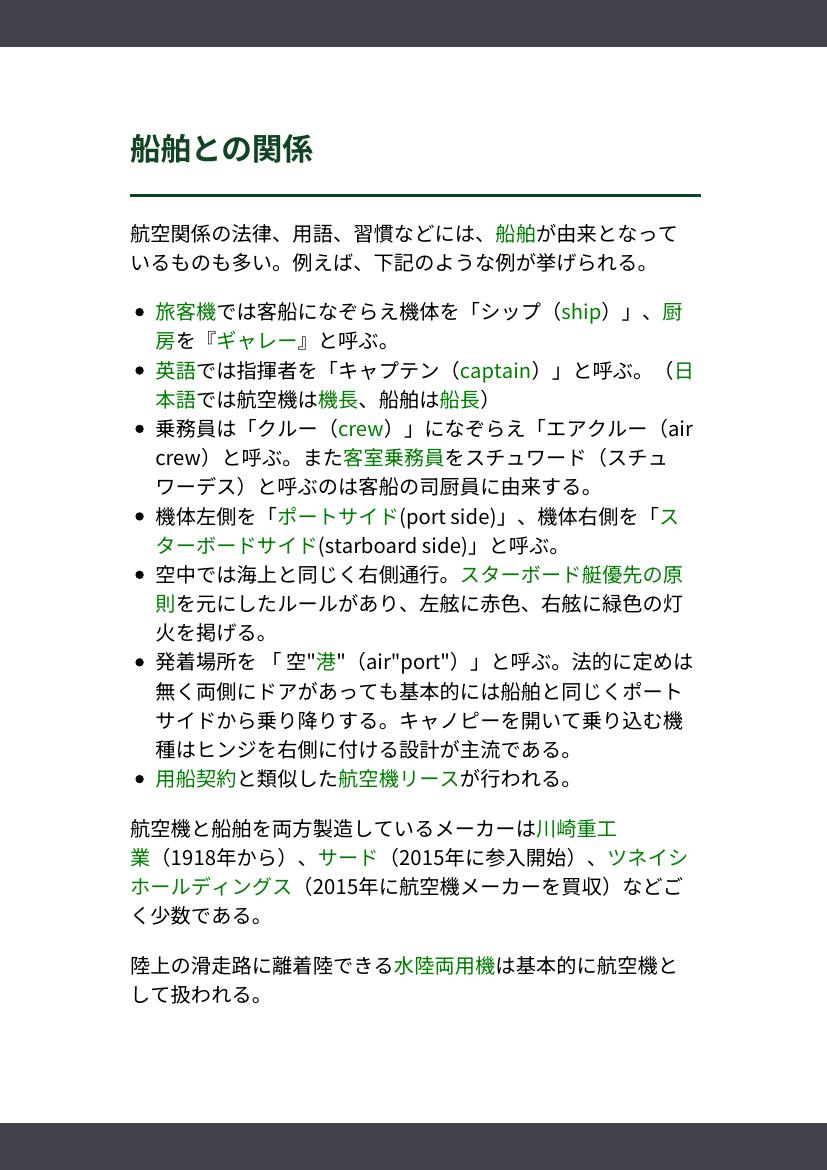 船舶との関係
航空関係の法律、用語、習慣などには、船舶が由来となって
いるものも多い。例えば、下記のような例が挙げられる。
旅客機では客船になぞらえ機体を「シップ（ship）」、厨
房を『ギャレー』と呼ぶ。
英語では指揮者を「キャプテン（captain）」と呼ぶ。（日
本語では航空機は機長、船舶は船長）
乗務員は「クルー（crew）」になぞらえ「エアクルー（air
crew）と呼ぶ。また客室乗務員をスチュワード（スチュ
ワーデス）と呼ぶのは客船の司厨員に由来する。
機体左側を「ポートサイド(port side)」、機体右側を「ス
ターボードサイド(starboard side)」と呼ぶ。
空中では海上と同じく右側通行。スターボード艇優先の原
則を元にしたルールがあり、左舷に赤色、右舷に緑色の灯
火を掲げる。
発着場所を 「 空"港"（air"port"）」と呼ぶ。法的に定めは
無く両側にドアがあっても基本的には船舶と同じくポート
サイドから乗り降りする。キャノピーを開いて乗り込む機
種はヒンジを右側に付ける設計が主流である。
用船契約と類似した航空機リースが行われる。
航空機と船舶を両方製造しているメーカーは川崎重工
業（1918年から）、サード（2015年に参入開始）、ツネイシ
ホールディングス（2015年に航空機メーカーを買収）などご
く少数である。
陸上の滑走路に離着陸できる水陸両用機は基本的に航空機と
して扱われる。